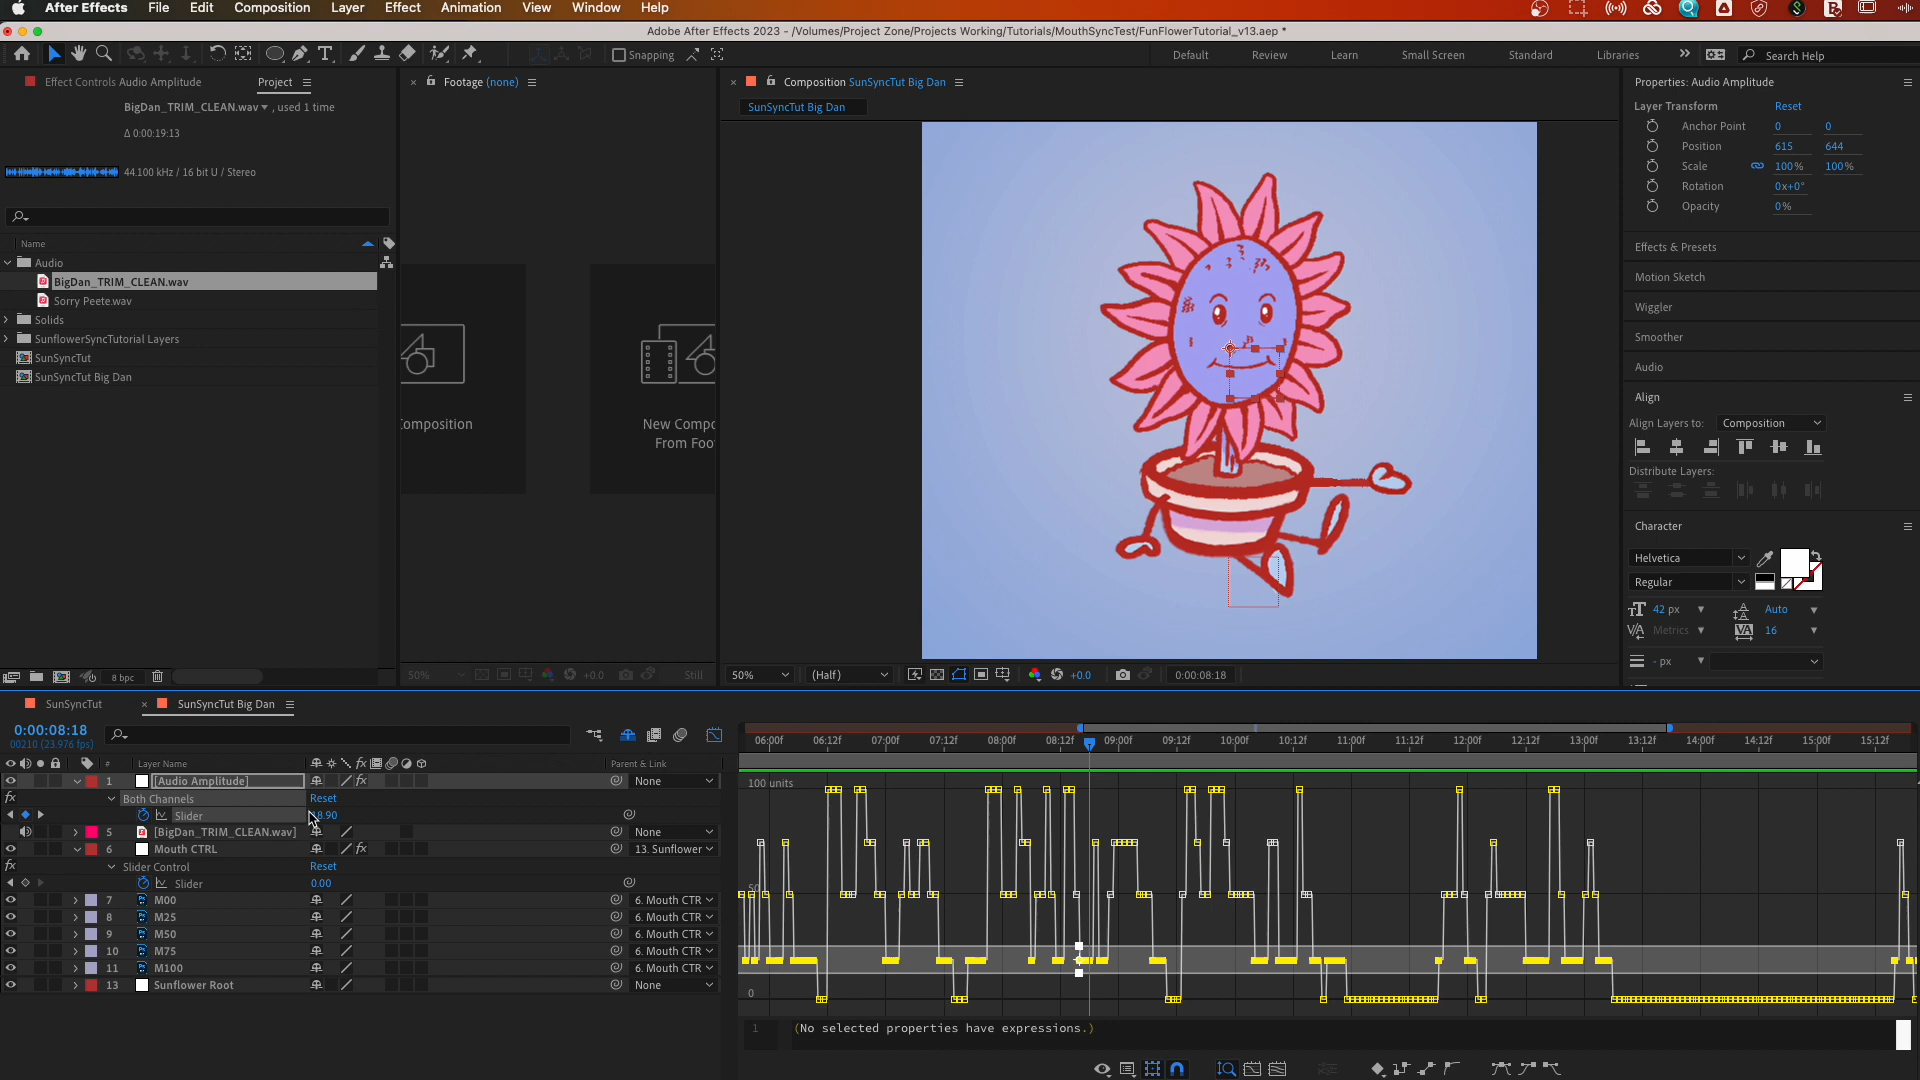 After Effects File Edit Composition Layer Effect Animation View Window Help
Adobe After Effects 2023 - /Volumes/Project Zone/Projects Working/Tutorials/MouthSyncTest/FunFlowerTutorial_v13.aep *
Snapping Default Review Learn Small Screen Standard Libraries Search Help
Effect Controls Audio Amplitude Project
Footage (none)
Composition SunSyncTut Big Dan
SunSyncTut Big Dan
BigDan_TRIM_CLEAN.wav , used 1 time
Δ 0:00:19:13
44.100 kHz / 16 bit U / Stereo
Name
Audio
BigDan_TRIM_CLEAN.wav
Sorry Peete.wav
Solids
SunflowerSyncTutorial Layers
SunSyncTut
SunSyncTut Big Dan
omposition
New Compo
From Foo
8 bpc
50% +0.0 Still
50% (Half) +0.0 0:00:08:18
Properties: Audio Amplitude
Layer Transform Reset
Anchor Point 0 0
Position 615 644
Scale 100% 100%
Rotation 0x+0°
Opacity 0%
Effects & Presets
Motion Sketch
Wiggler
Smoother
Audio
Align
Align Layers to: Composition
Distribute Layers:
Character
Helvetica
Regular
42 px Auto
Metrics 16
- px
SunSyncTut SunSyncTut Big Dan
0:00:08:18
00210 (23.976 fps)
# Layer Name Parent & Link
1 [Audio Amplitude] None
Both Channels Reset
Slider 8.90
5 [BigDan_TRIM_CLEAN.wav] None
6 Mouth CTRL 13. Sunflower
Slider Control Reset
Slider 0.00
7 M00 6. Mouth CTR
8 M25 6. Mouth CTR
9 M50 6. Mouth CTR
10 M75 6. Mouth CTR
11 M100 6. Mouth CTR
13 Sunflower Root None
06:00f 06:12f 07:00f 07:12f 08:00f 08:12f 09:00f 09:12f 10:00f 10:12f 11:00f 11:12f 12:00f 12:12f 13:00f 13:12f 14:00f 14:12f 15:00f 15:12f
100 units
50
0
1 (No selected properties have expressions.)